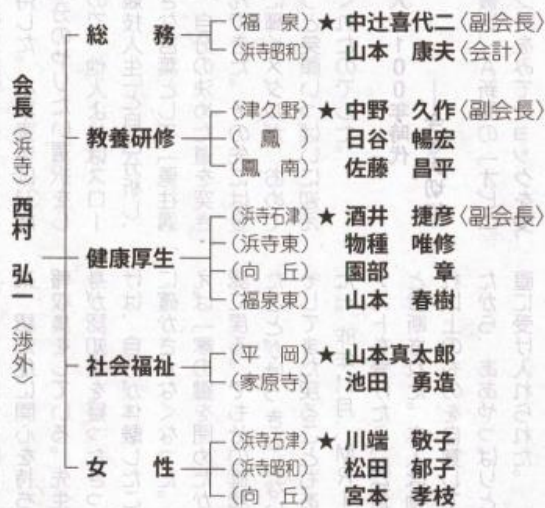 会長〈浜寺〉西村 弘一〈渉外〉
総務
(福泉)★中辻喜代二〈副会長〉
(浜寺昭和)山本 康夫〈会計〉
教養研修
(津久野)★中野 久作〈副会長〉
(鳳)日谷 暢宏
(鳳南)佐藤 昌平
健康厚生
(浜寺石津)★酒井 捷彦〈副会長〉
(浜寺東)物種 唯修
(向丘)園部 章
(福泉東)山本 春樹
社会福祉
(平岡)★山本真太郎
(家原寺)池田 勇造
女性
(浜寺石津)★川端 敬子
(浜寺昭和)松田 郁子
(向丘)宮本 孝枝